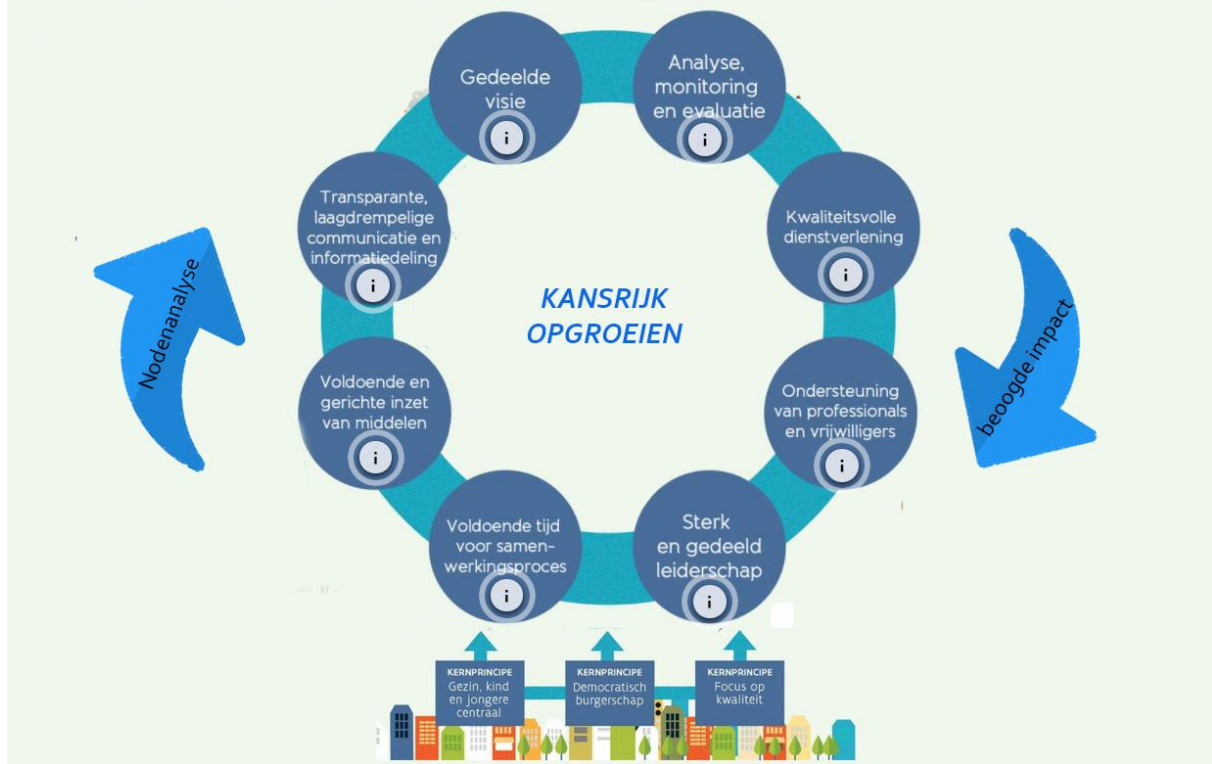 Gedeelde
visie
i
Analyse,
monitoring
en evaluatie
i
Transparante,
laagdrempelige
communicatie en
informatiedeling
i
Kwaliteitsvolle
dienstverlening
i
Nodenanalyse
KANSRIJK
OPGROEIEN
beoogde impact
Voldoende en
gerichte inzet
van middelen
i
Ondersteuning
van professionals
en vrijwilligers
i
Voldoende tijd
voor samen-
werkingsproces
i
Sterk
en gedeeld
leiderschap
i
KERNPRINCIPE
Gezin, kind
en jongere
centraal
KERNPRINCIPE
Democratisch
burgerschap
KERNPRINCIPE
Focus op
kwaliteit